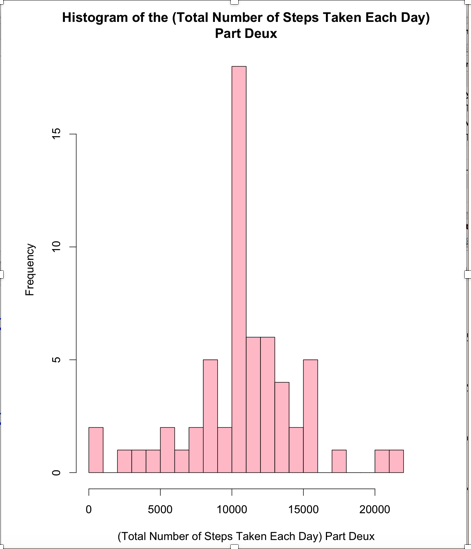 Histogram of the (Total Number of Steps Taken Each Day)
Part Deux
Frequency
15
10
5
0
0 5000 10000 15000 20000
(Total Number of Steps Taken Each Day) Part Deux